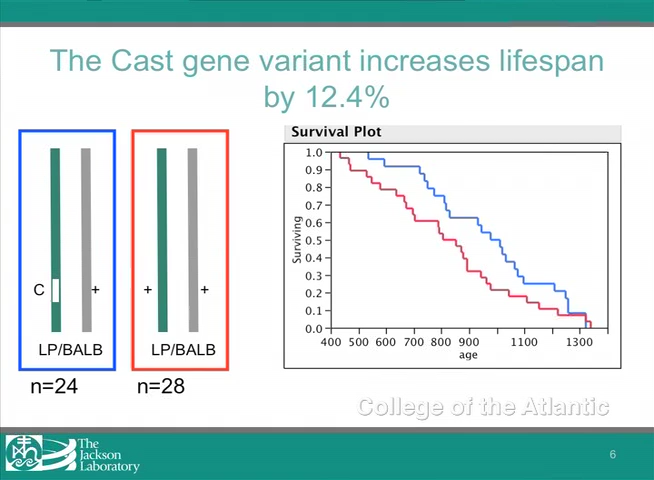 The Cast gene variant increases lifespan
by 12.4%
C
+
LP/BALB
n=24
+
+
LP/BALB
n=28
Survival Plot
Surviving
1.0
0.9
0.8
0.7
0.6
0.5
0.4
0.3
0.2
0.1
0.0
400 500 600 700 800 900 1100 1300
age
College of the Atlantic
The
Jackson
Laboratory
6